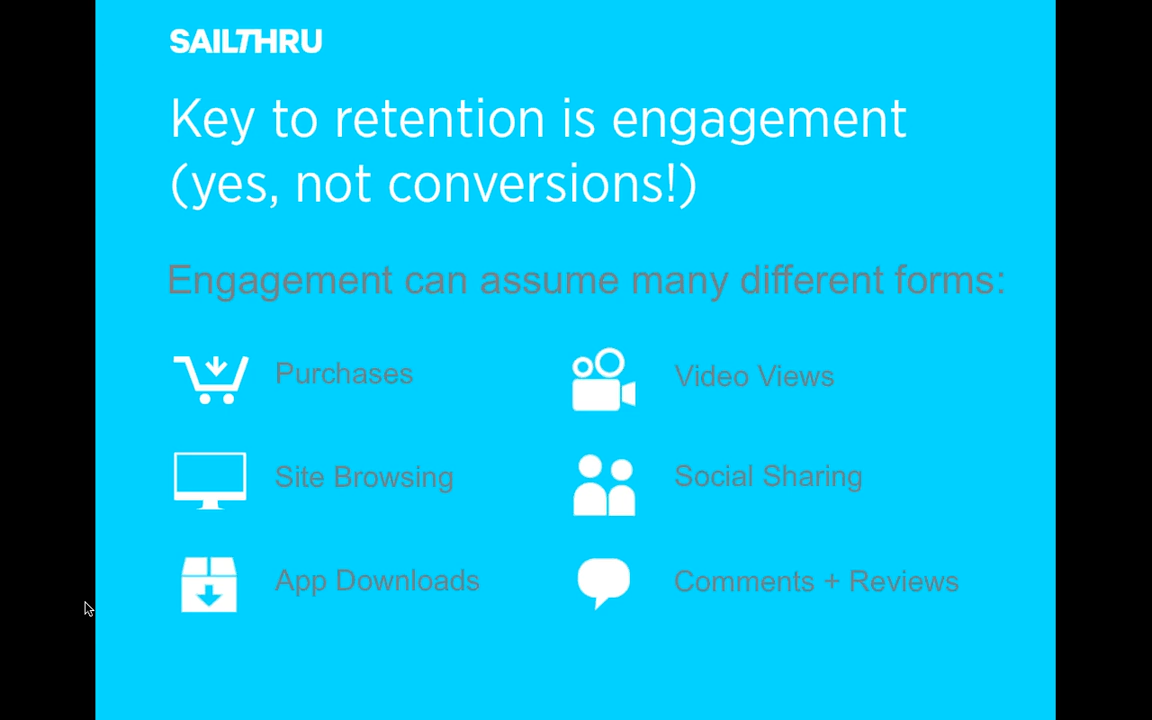 SAILTHRU
Key to retention is engagement
(yes, not conversions!)
Engagement can assume many different forms:
Purchases
Video Views
Site Browsing
Social Sharing
App Downloads
Comments + Reviews